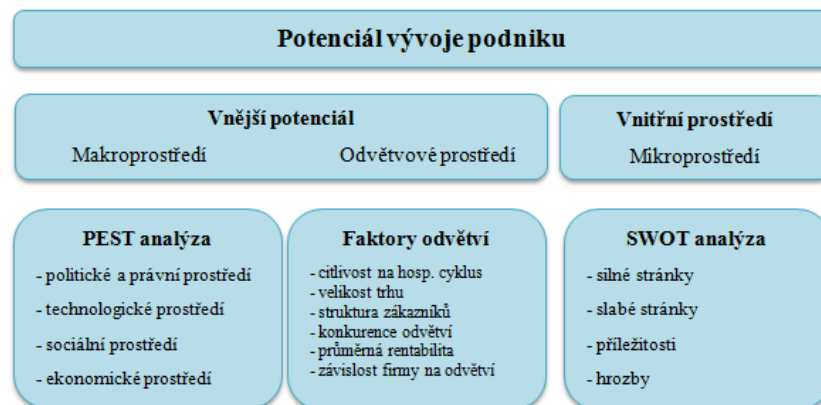 Potenciál vývoje podniku
Vnější potenciál
Makroprostředí Odvětvové prostředí
Vnitřní prostředí
Mikroprostředí
PEST analýza
- politické a právní prostředí
- technologické prostředí
- sociální prostředí
- ekonomické prostředí
Faktory odvětví
- citlivost na hosp. cyklus
- velikost trhu
- struktura zákazníků
- konkurence odvětví
- průměrná rentabilita
- závislost firmy na odvětví
SWOT analýza
- silné stránky
- slabé stránky
- příležitosti
- hrozby